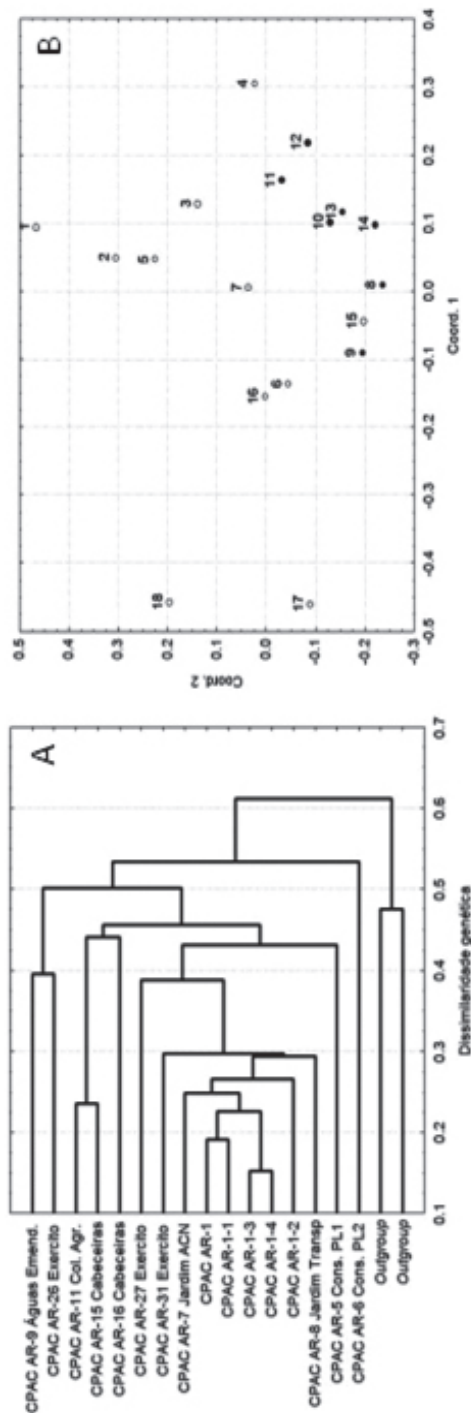 A
CPAC AR-9 Águas Emend.
CPAC AR-26 Exercito
CPAC AR-11 Col. Agr.
CPAC AR-15 Cabeceiras
CPAC AR-16 Cabeceiras
CPAC AR-27 Exercito
CPAC AR-31 Exercito
CPAC AR-7 Jardim ACN
CPAC AR-1
CPAC AR-1-1
CPAC AR-1-3
CPAC AR-1-4
CPAC AR-1-2
CPAC AR-8 Jardim Transp
CPAC AR-5 Cons. PL1
CPAC AR-6 Cons. PL2
Outgroup
Outgroup
0.1 0.2 0.3 0.4 0.5 0.6 0.7
Dissimilaridade genética
B
0.5
0.4
0.3
0.2
0.1
0.0
-0.1
-0.2
-0.3
Coord. 2
1
2
5
3
18
7
4
16
6
11
17
12
10
13
9
15
14
8
-0.5 -0.4 -0.3 -0.2 -0.1 0.0 0.1 0.2 0.3 0.4
Coord. 1